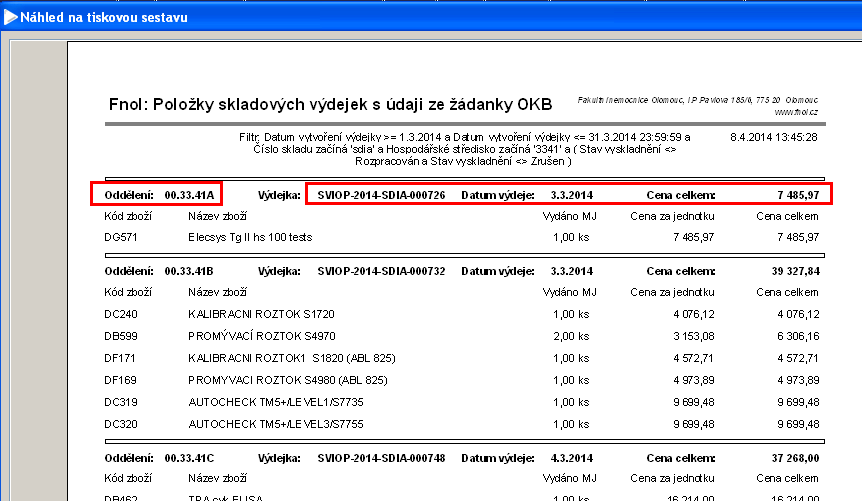 Náhled na tiskovou sestavu
Fnol: Položky skladových výdejek s údaji ze žádanky OKB
Fakultní nemocnice Olomouc, I.P.Pavlova 185/6, 775 20 Olomouc
www.fnol.cz
Filtr: Datum vytvoření výdejky >= 1.3.2014 a Datum vytvoření výdejky <= 31.3.2014 23:59:59 a
8.4.2014 13:45:28
Číslo skladu začíná 'sdia' a Hospodářské středisko začíná '3341' a ( Stav vyskladnění <>
Rozpracován a Stav vyskladnění <> Zrušen )
Oddělení: 00.33.41A Výdejka: SVIOP-2014-SDIA-000726 Datum výdeje: 3.3.2014 Cena celkem: 7 485,97
Kód zboží Název zboží Vydáno MJ Cena za jednotku Cena celkem
DG571 Elecsys Tg II hs 100 tests 1,00 ks 7 485,97 7 485,97
Oddělení: 00.33.41B Výdejka: SVIOP-2014-SDIA-000732 Datum výdeje: 3.3.2014 Cena celkem: 39 327,84
Kód zboží Název zboží Vydáno MJ Cena za jednotku Cena celkem
DC240 KALIBRACNI ROZTOK S1720 1,00 ks 4 076,12 4 076,12
DB599 PROMÝVACÍ ROZTOK S4970 2,00 ks 3 153,08 6 306,16
DF171 KALIBRACNI ROZTOK1 S1820 (ABL 825) 1,00 ks 4 572,71 4 572,71
DF169 PROMYVACI ROZTOK S4980 (ABL 825) 1,00 ks 4 973,89 4 973,89
DC319 AUTOCHECK TM5+/LEVEL1/S7735 1,00 ks 9 699,48 9 699,48
DC320 AUTOCHECK TM5+/LEVEL3/S7755 1,00 ks 9 699,48 9 699,48
Oddělení: 00.33.41C Výdejka: SVIOP-2014-SDIA-000748 Datum výdeje: 4.3.2014 Cena celkem: 37 268,00
Kód zboží Název zboží Vydáno MJ Cena za jednotku Cena celkem
DB462 TPA cyk ELISA 1,00 ks 16 214,00 16 214,00